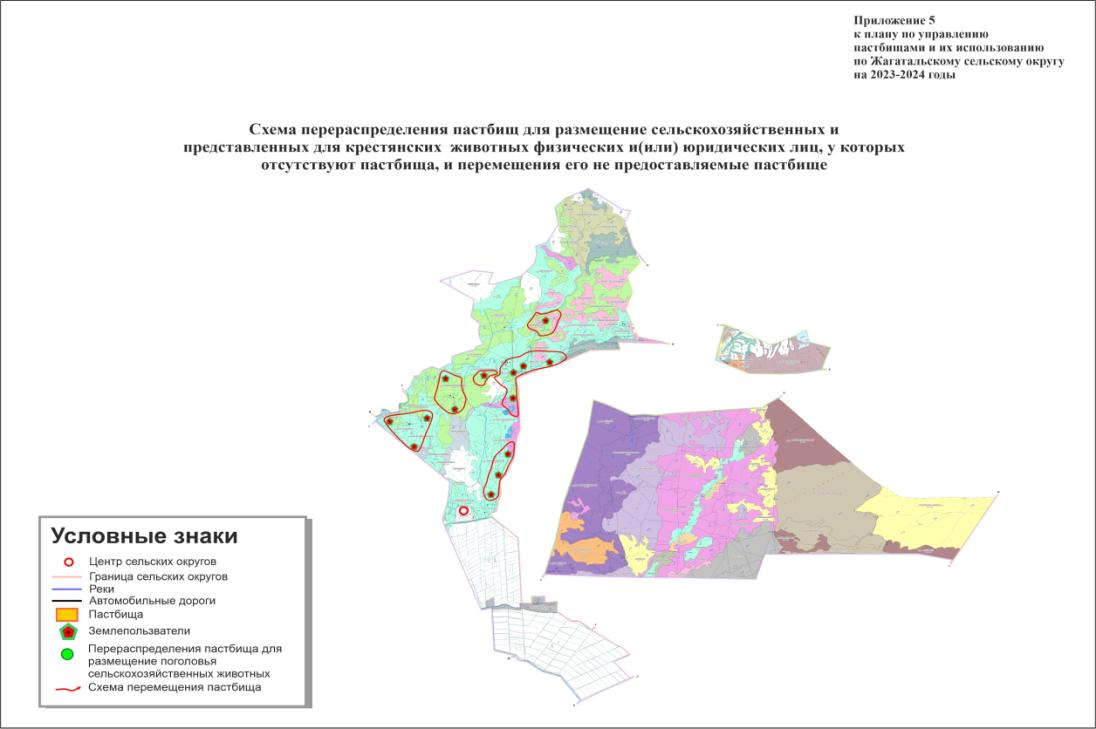 Приложение 5
к плану по управлению
пастбищами и их использованию
по Жагатальскому сельскому округу
на 2023-2024 годы
Схема перераспределения пастбищ для размещение сельскохозяйственных и
представленных для крестянских животных физических и(или) юридических лиц, у которых
отсутствуют пастбища, и перемещения его не предоставляемые пастбище
Условные знаки
Центр сельских округов
Граница сельских округов
Реки
Автомобильные дороги
Пастбища
Землепользватели
Перераспределения пастбища для
размещение поголовья
сельскохозяйственных животных
Схема перемещения пастбища